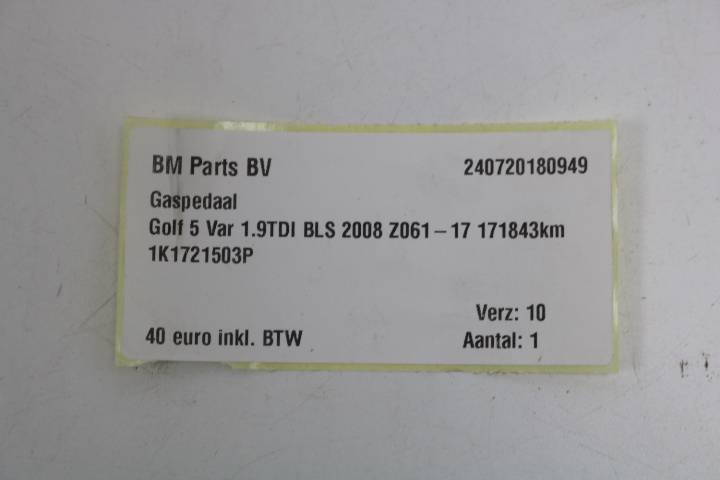 BM Parts BV 240720180949
Gaspedaal
Golf 5 Var 1.9TDI BLS 2008 Z061-17 171843km
1K1721503P
Verz: 10
40 euro inkl. BTW Aantal: 1